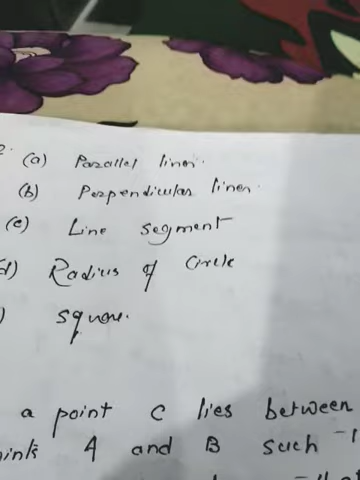 (a) Parallel lines.
(b) Perpendicular lines.
(c) Line segment
(d) Radius of Circle
square.
a point C lies between
A and B such